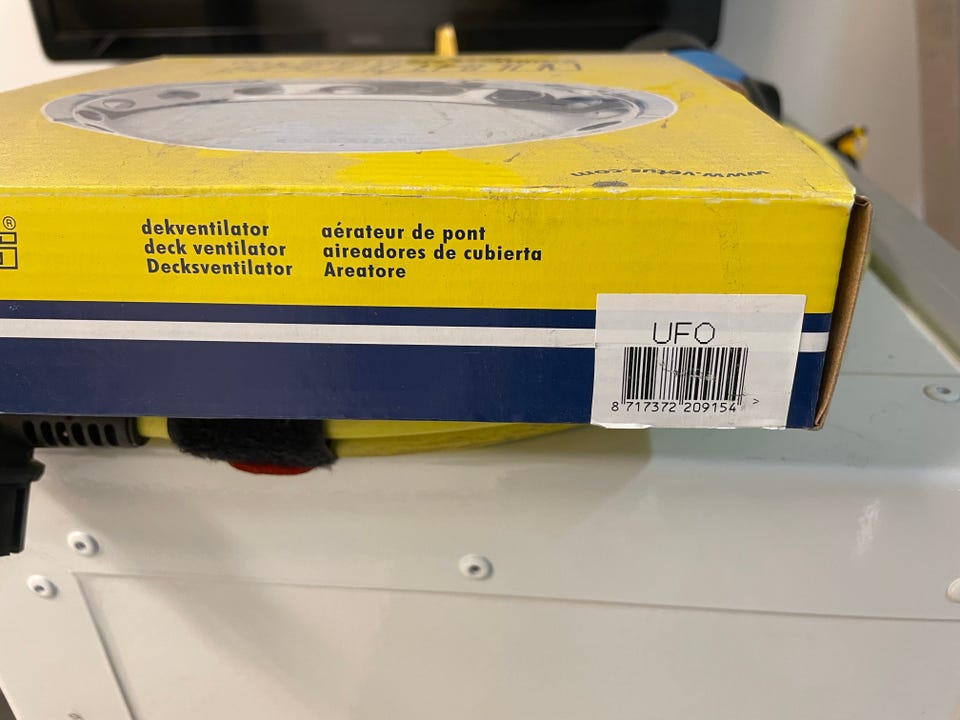 www.vetus.com
®
dekventilator
deck ventilator
Decksventilator
aérateur de pont
aireadores de cubierta
Areatore
UFO
8 717372 209154 >